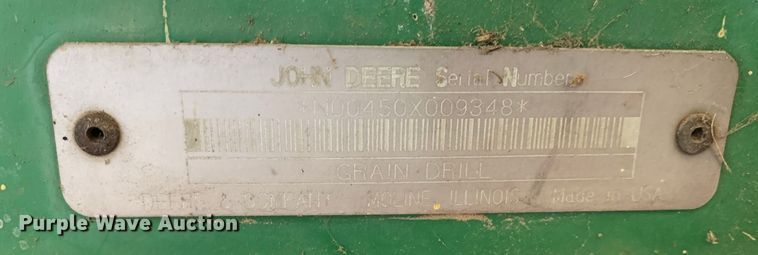 JOHN DEERE Serial Number
*N00450X009348*
GRAIN DRILL
DEERE & COMPANY MOLINE, ILLINOIS Made in USA
Purple Wave Auction